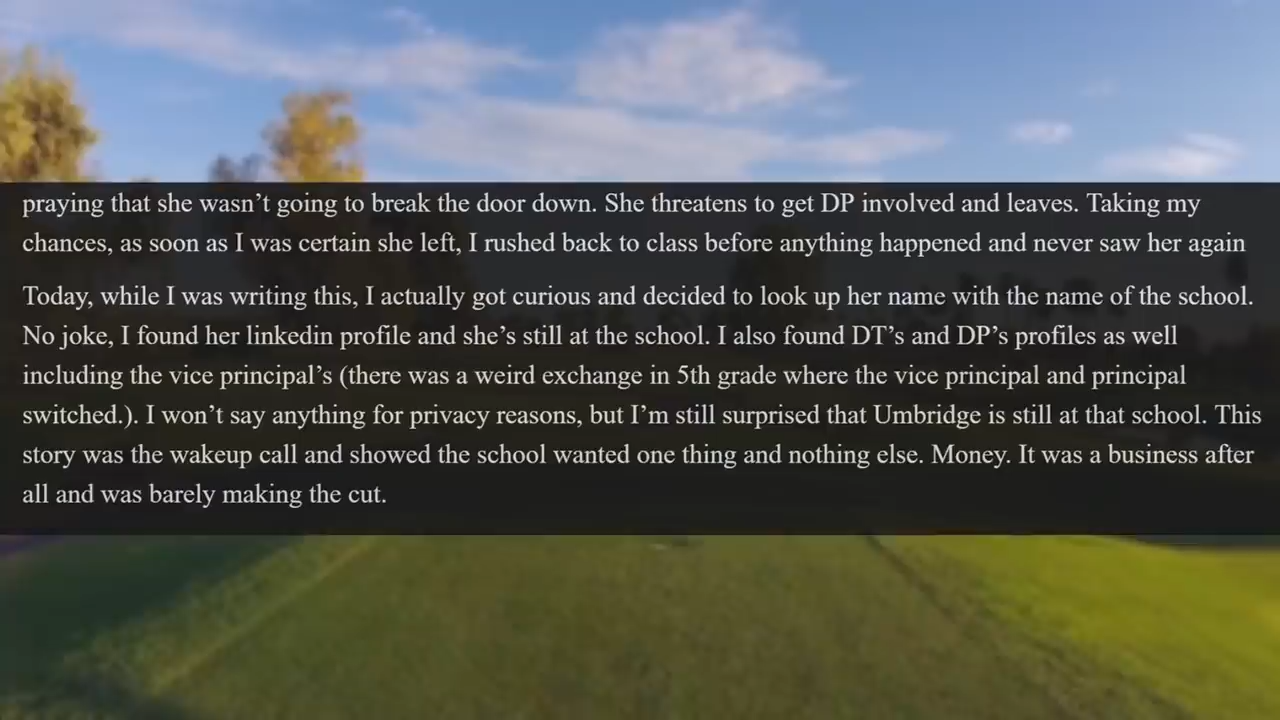 praying that she wasn’t going to break the door down. She threatens to get DP involved and leaves. Taking my
chances, as soon as I was certain she left, I rushed back to class before anything happened and never saw her again
Today, while I was writing this, I actually got curious and decided to look up her name with the name of the school.
No joke, I found her linkedin profile and she’s still at the school. I also found DT’s and DP’s profiles as well
including the vice principal’s (there was a weird exchange in 5th grade where the vice principal and principal
switched.). I won’t say anything for privacy reasons, but I’m still surprised that Umbridge is still at that school. This
story was the wakeup call and showed the school wanted one thing and nothing else. Money. It was a business after
all and was barely making the cut.